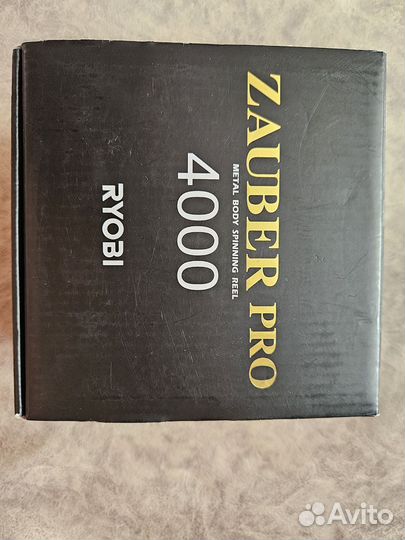 ZAUBER PRO
METAL BODY SPINNING REEL
4000
RYOBI
Avito